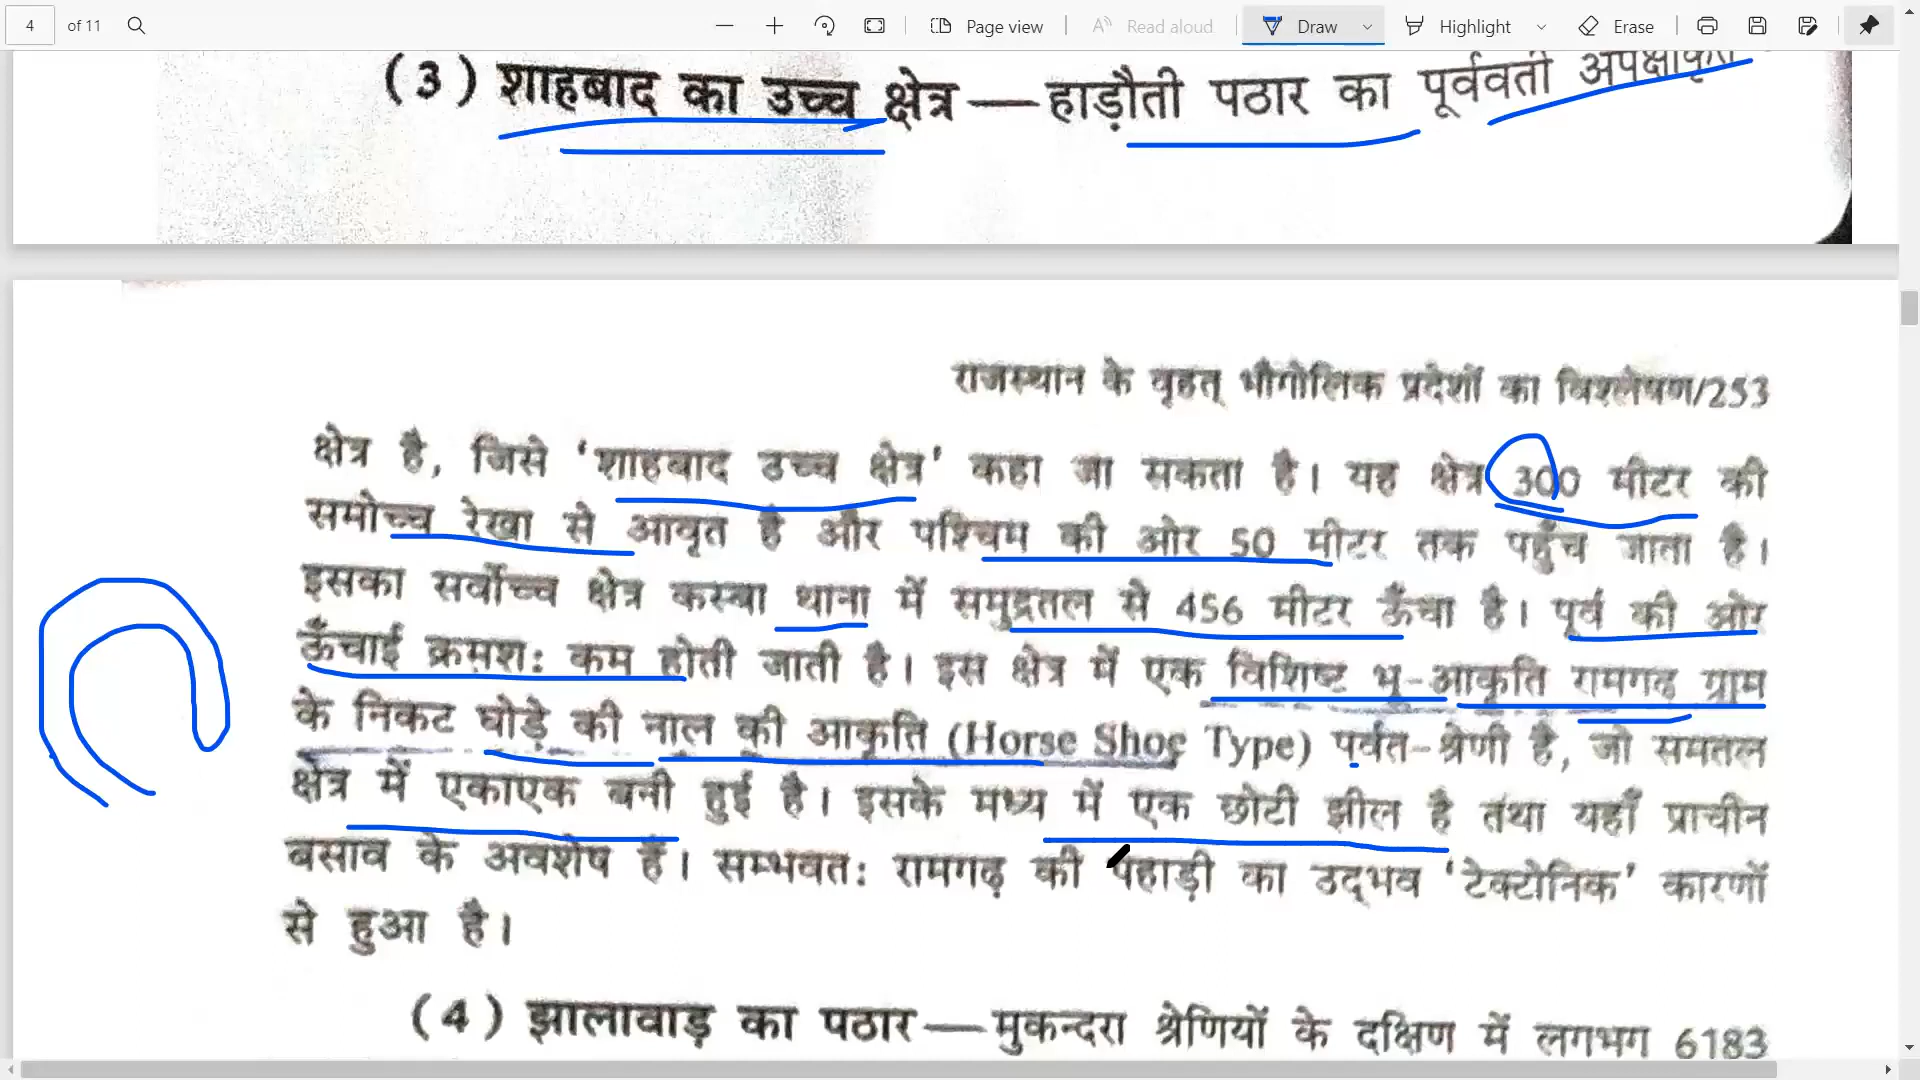 4 of 11 Page view Read aloud Draw Highlight Erase
(3) शाहबाद का उच्च क्षेत्र—हाड़ौती पठार का पूर्ववर्ती अपेक्षाकृत
राजस्थान के वृहत् भौगोलिक प्रदेशों का विश्लेषण/253
क्षेत्र है, जिसे 'शाहबाद उच्च क्षेत्र' कहा जा सकता है। यह क्षेत्र 300 मीटर की
समोच्च रेखा से आवृत है और पश्चिम की ओर 50 मीटर तक पहुँच जाता है।
इसका सर्वोच्च क्षेत्र कस्बा थाना में समुद्रतल से 456 मीटर ऊँचा है। पूर्व की ओर
ऊँचाई क्रमश: कम होती जाती है। इस क्षेत्र में एक विशिष्ट भू-आकृति रामगढ़ ग्राम
के निकट घोड़े की नाल की आकृति (Horse Shoe Type) पर्वत-श्रेणी है, जो समतल
क्षेत्र में एकाएक बनी हुई है। इसके मध्य में एक छोटी झील है तथा यहाँ प्राचीन
बसाव के अवशेष हैं। सम्भवत: रामगढ़ की पहाड़ी का उद्‌भव 'टेक्टोनिक' कारणों
से हुआ है।
(4) झालावाड़ का पठार—मुकन्दरा श्रेणियों के दक्षिण में लगभग 6183